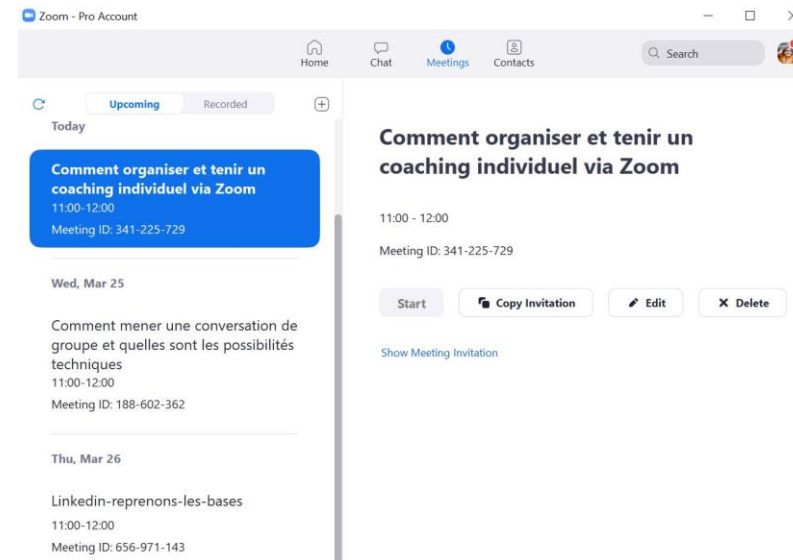 Zoom - Pro Account
Home
Chat
Meetings
Contacts
Search
Upcoming
Recorded
Today
Comment organiser et tenir un
coaching individuel via Zoom
11:00-12:00
Meeting ID: 341-225-729
Wed, Mar 25
Comment mener une conversation de
groupe et quelles sont les possibilités
techniques
11:00-12:00
Meeting ID: 188-602-362
Thu, Mar 26
Linkedin-reprenons-les-bases
11:00-12:00
Meeting ID: 656-971-143
Comment organiser et tenir un
coaching individuel via Zoom
11:00 - 12:00
Meeting ID: 341-225-729
Start
Copy Invitation
Edit
Delete
Show Meeting Invitation